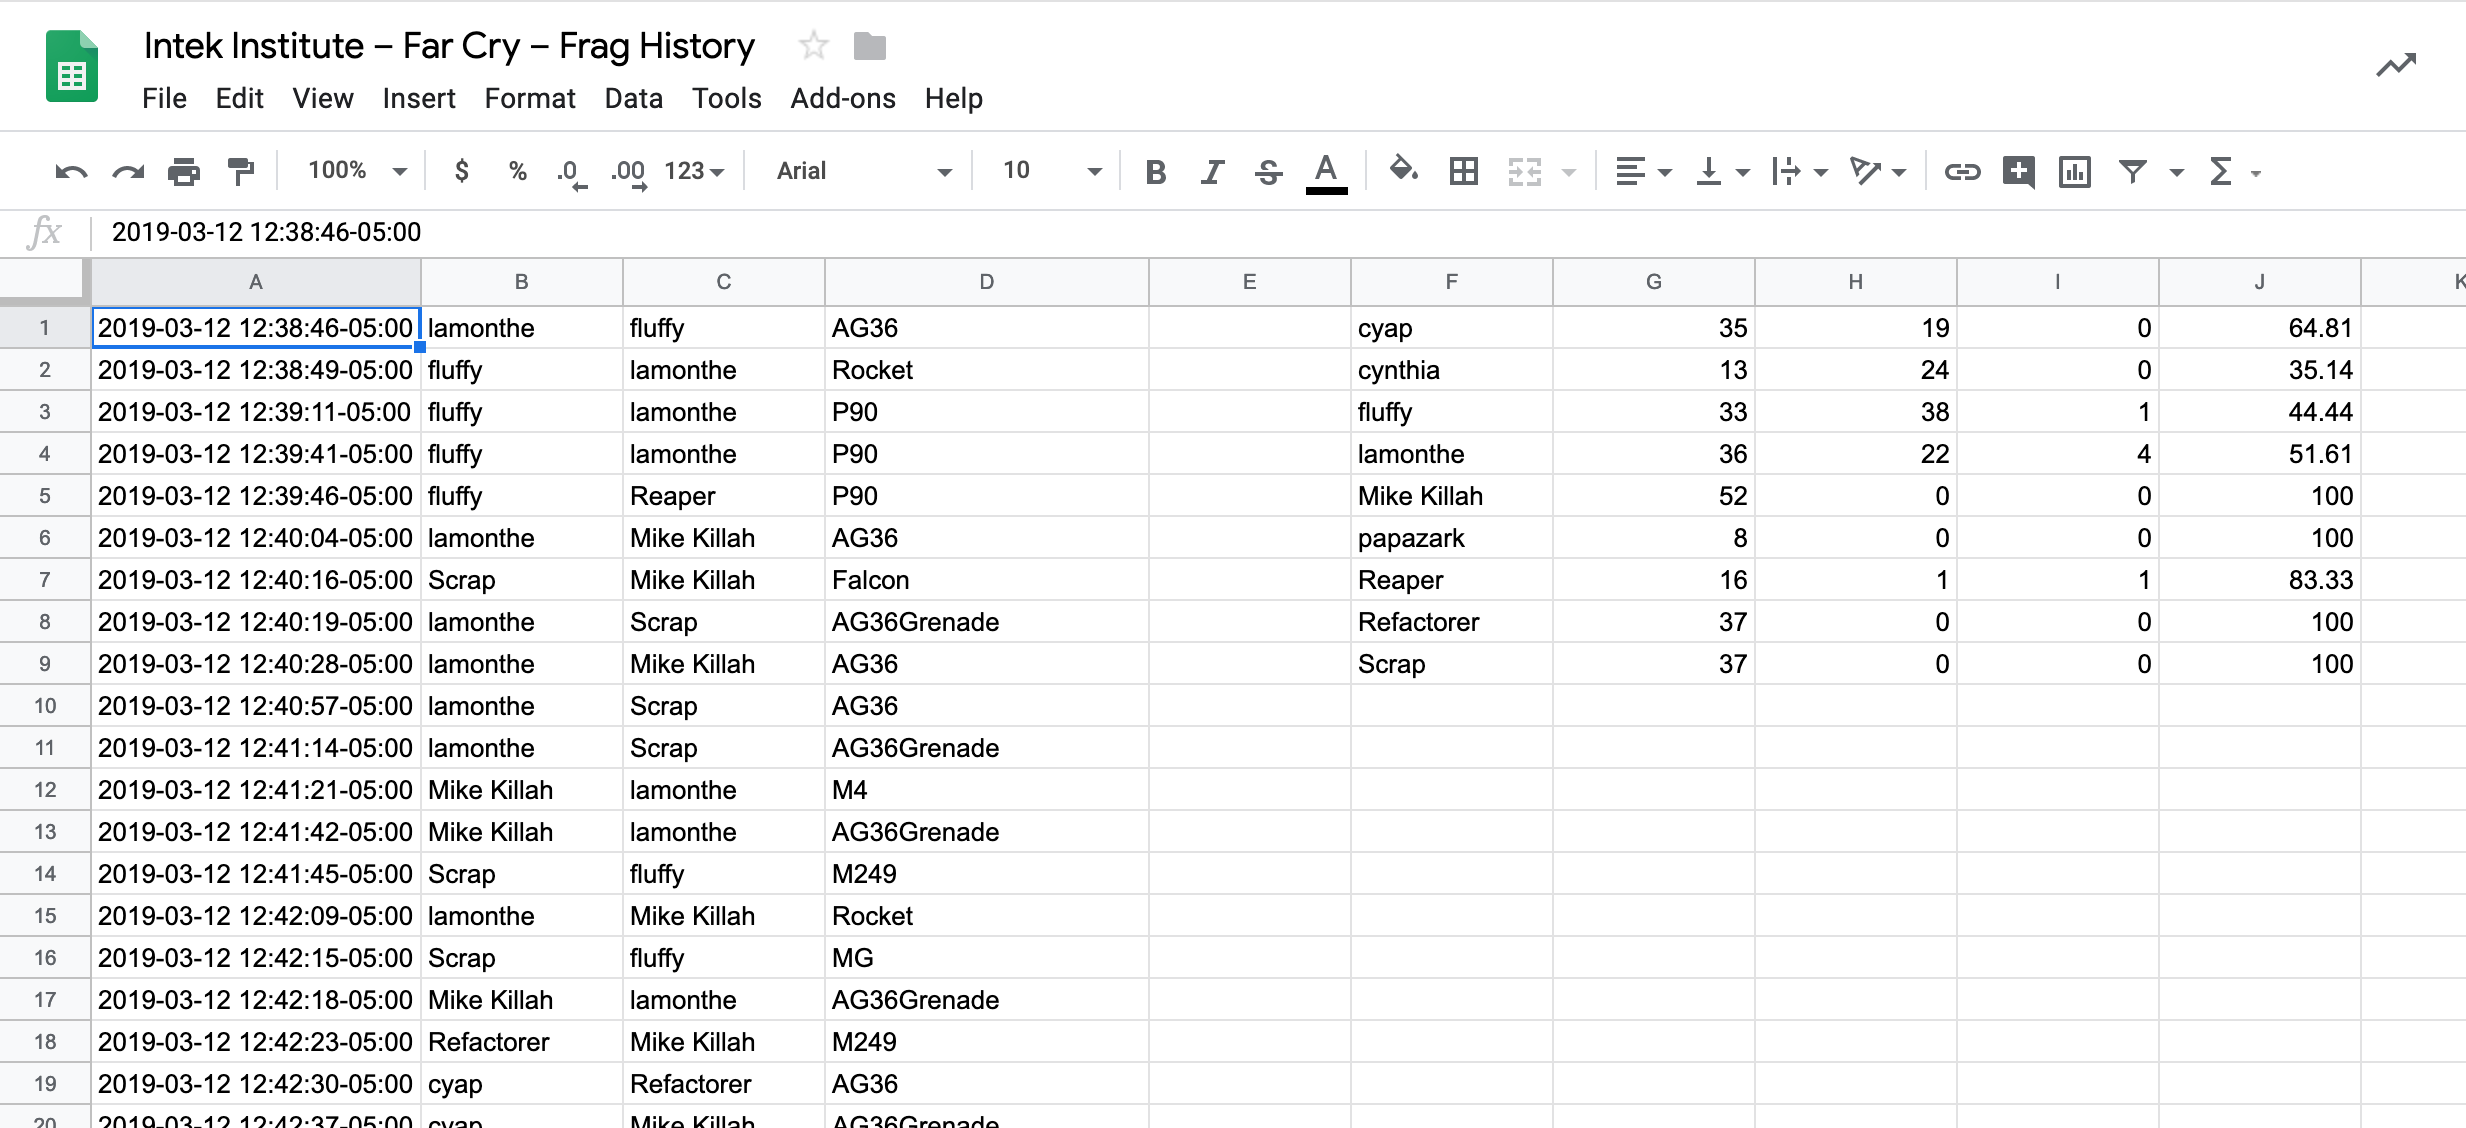 Intek Institute – Far Cry – Frag History
File Edit View Insert Format Data Tools Add-ons Help
100% $ % .0 .00 123 Arial 10 B I S A Σ
fx 2019-03-12 12:38:46-05:00
A B C D E F G H I J K
1 2019-03-12 12:38:46-05:00 lamonthe fluffy AG36 cyap 35 19 0 64.81
2 2019-03-12 12:38:49-05:00 fluffy lamonthe Rocket cynthia 13 24 0 35.14
3 2019-03-12 12:39:11-05:00 fluffy lamonthe P90 fluffy 33 38 1 44.44
4 2019-03-12 12:39:41-05:00 fluffy lamonthe P90 lamonthe 36 22 4 51.61
5 2019-03-12 12:39:46-05:00 fluffy Reaper P90 Mike Killah 52 0 0 100
6 2019-03-12 12:40:04-05:00 lamonthe Mike Killah AG36 papazark 8 0 0 100
7 2019-03-12 12:40:16-05:00 Scrap Mike Killah Falcon Reaper 16 1 1 83.33
8 2019-03-12 12:40:19-05:00 lamonthe Scrap AG36Grenade Refactorer 37 0 0 100
9 2019-03-12 12:40:28-05:00 lamonthe Mike Killah AG36 Scrap 37 0 0 100
10 2019-03-12 12:40:57-05:00 lamonthe Scrap AG36
11 2019-03-12 12:41:14-05:00 lamonthe Scrap AG36Grenade
12 2019-03-12 12:41:21-05:00 Mike Killah lamonthe M4
13 2019-03-12 12:41:42-05:00 Mike Killah lamonthe AG36Grenade
14 2019-03-12 12:41:45-05:00 Scrap fluffy M249
15 2019-03-12 12:42:09-05:00 lamonthe Mike Killah Rocket
16 2019-03-12 12:42:15-05:00 Scrap fluffy MG
17 2019-03-12 12:42:18-05:00 Mike Killah lamonthe AG36Grenade
18 2019-03-12 12:42:23-05:00 Refactorer Mike Killah M249
19 2019-03-12 12:42:30-05:00 cyap Refactorer AG36
20 2019-03-12 12:42:37-05:00 cyap Mike Killah AG36Grenade